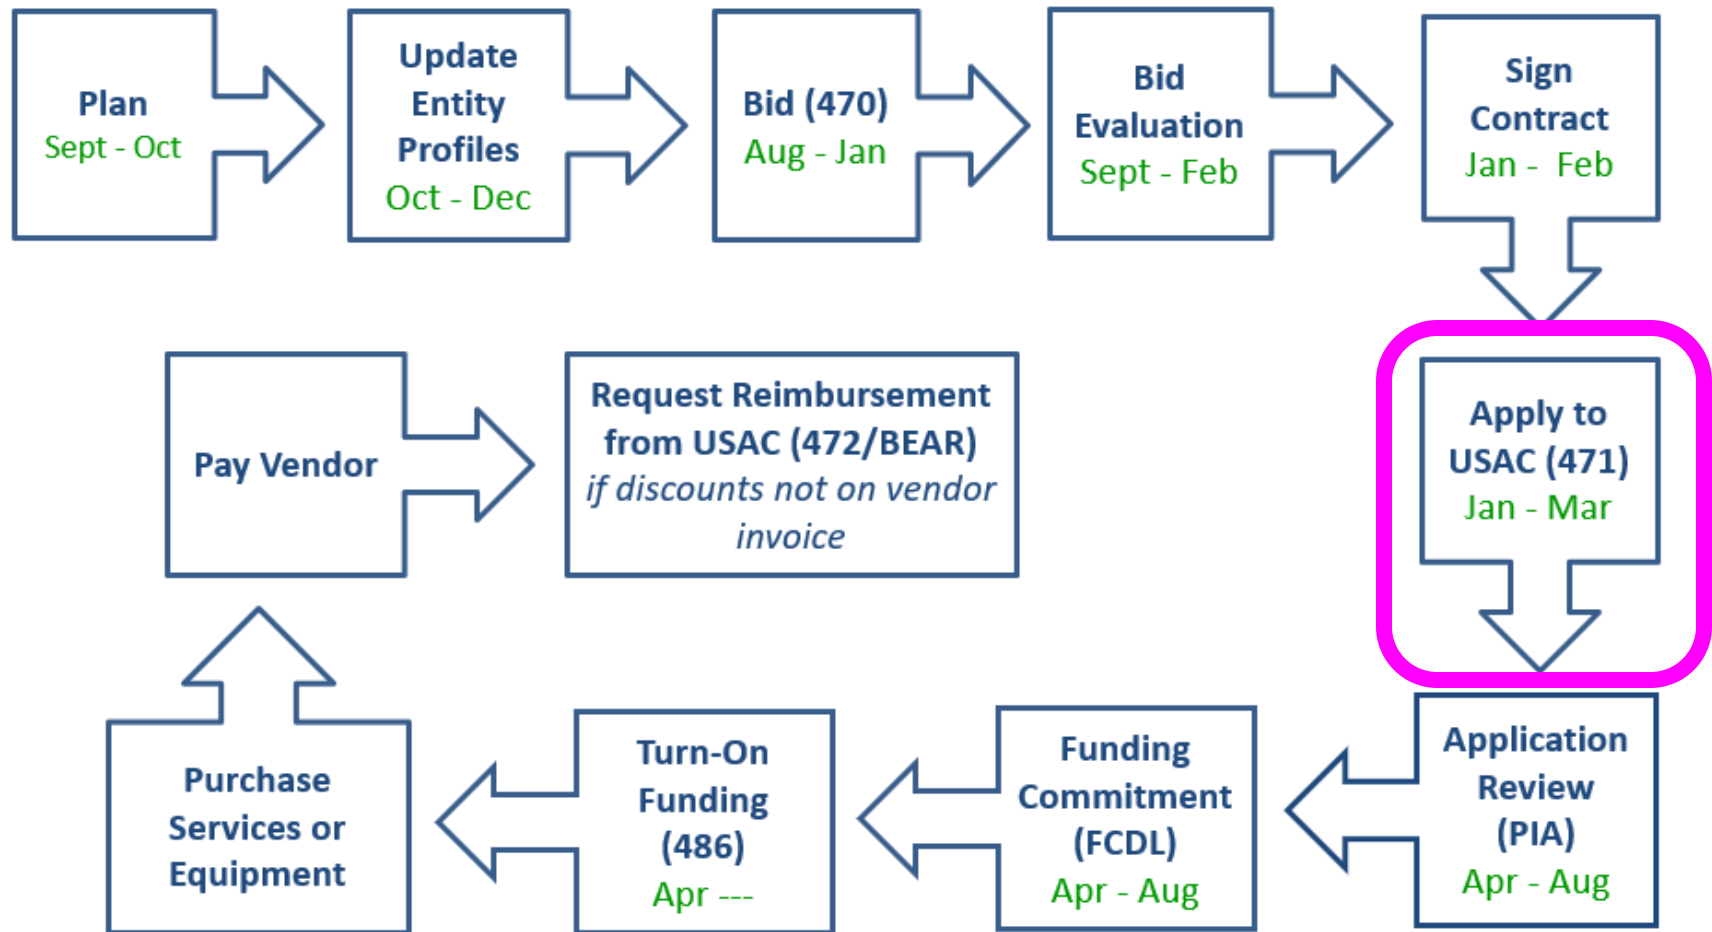 Plan
Sept - Oct
Update
Entity
Profiles
Oct - Dec
Bid (470)
Aug - Jan
Bid
Evaluation
Sept - Feb
Sign
Contract
Jan -  Feb
Apply to
USAC (471)
Jan - Mar
Application
Review
(PIA)
Apr - Aug
Funding
Commitment
(FCDL)
Apr - Aug
Turn-On
Funding
(486)
Apr ---
Purchase
Services or
Equipment
Pay Vendor
Request Reimbursement
from USAC (472/BEAR)
if discounts not on vendor
invoice